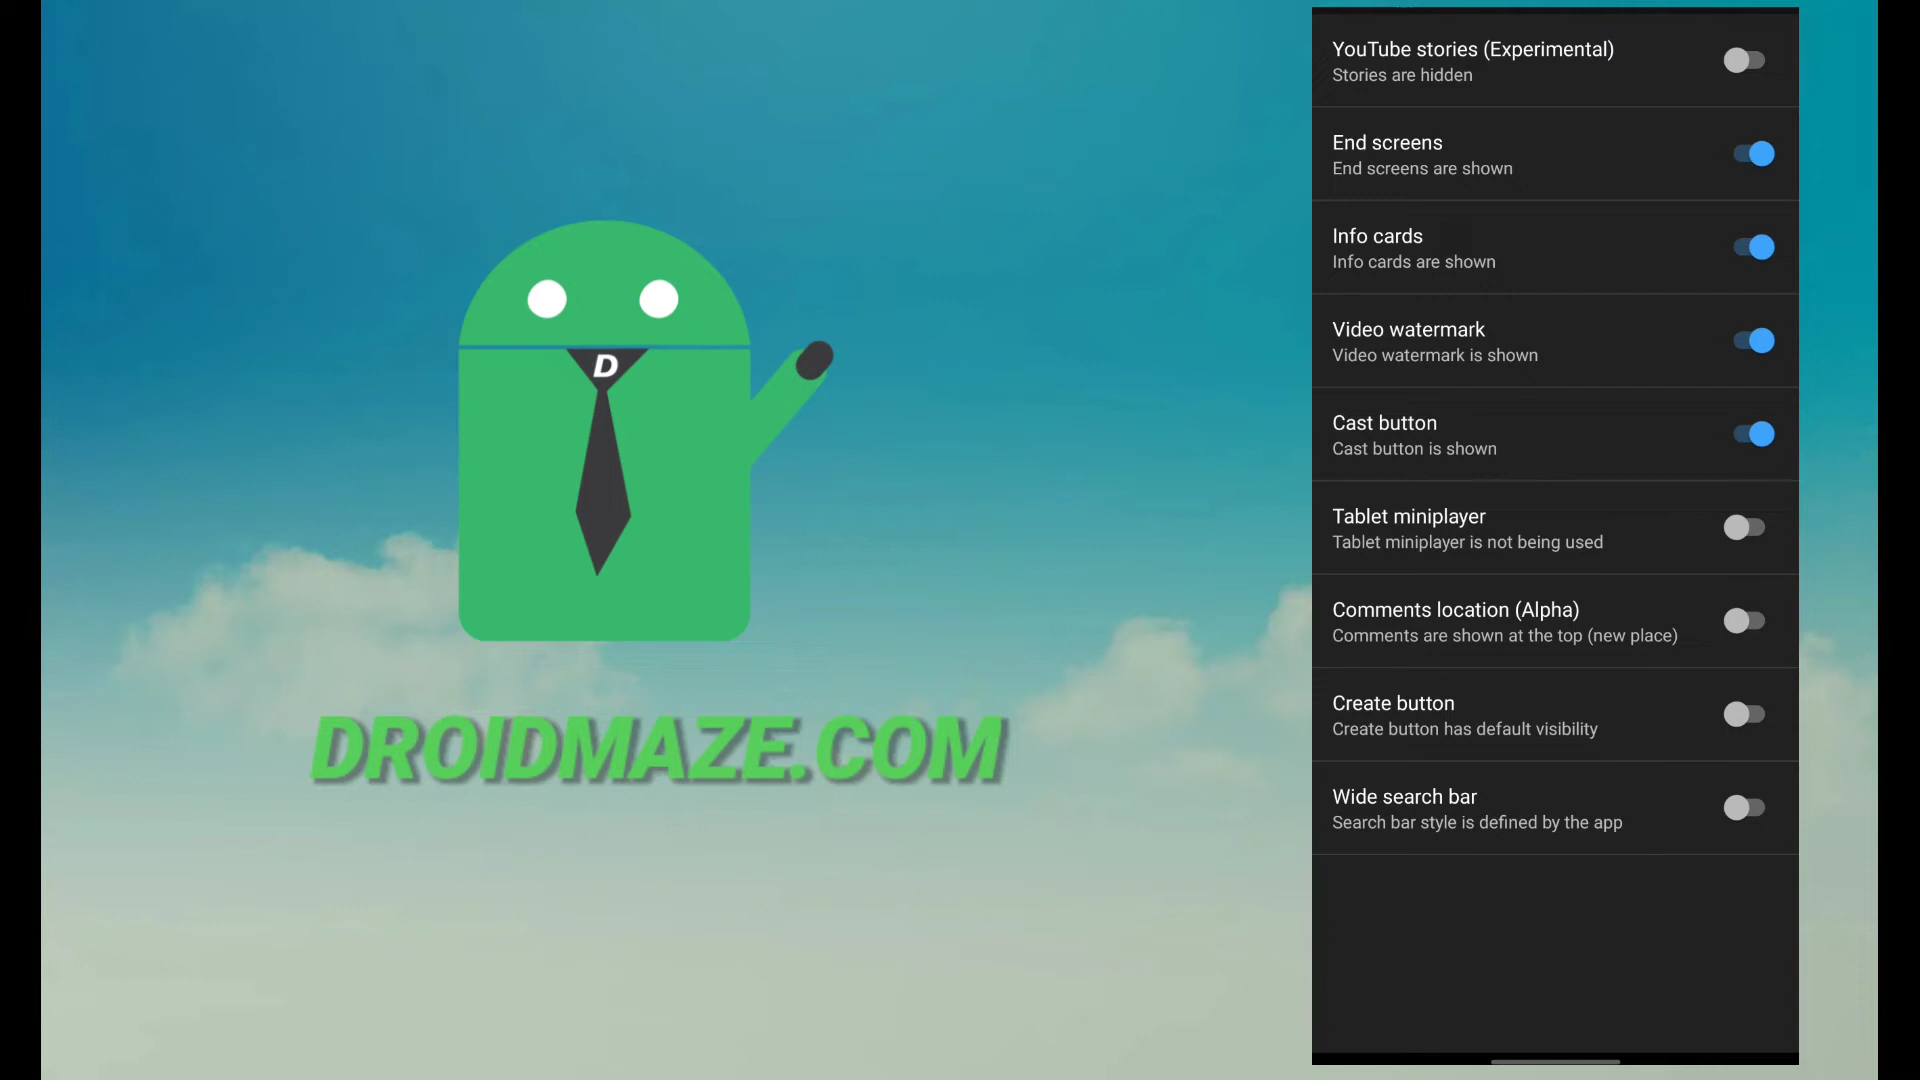 D
DROIDMAZE.COM
YouTube stories (Experimental)
Stories are hidden
End screens
End screens are shown
Info cards
Info cards are shown
Video watermark
Video watermark is shown
Cast button
Cast button is shown
Tablet miniplayer
Tablet miniplayer is not being used
Comments location (Alpha)
Comments are shown at the top (new place)
Create button
Create button has default visibility
Wide search bar
Search bar style is defined by the app